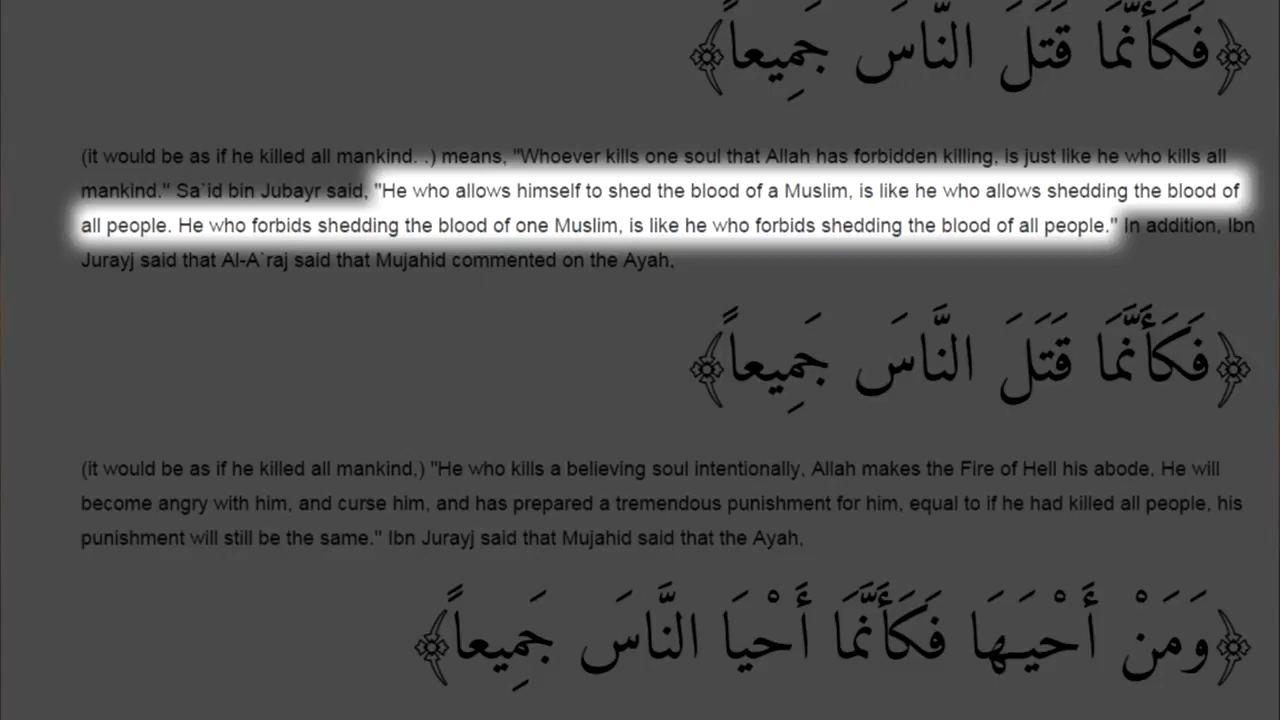 ﴿فَكَأَنَّمَا قَتَلَ النَّاسَ جَمِيعاً﴾
(it would be as if he killed all mankind. .) means, "Whoever kills one soul that Allah has forbidden killing, is just like he who kills all
mankind." Sa`id bin Jubayr said, "He who allows himself to shed the blood of a Muslim, is like he who allows shedding the blood of
all people. He who forbids shedding the blood of one Muslim, is like he who forbids shedding the blood of all people." In addition, Ibn
Jurayj said that Al-A`raj said that Mujahid commented on the Ayah,
﴿فَكَأَنَّمَا قَتَلَ النَّاسَ جَمِيعاً﴾
(it would be as if he killed all mankind,) "He who kills a believing soul intentionally, Allah makes the Fire of Hell his abode, He will
become angry with him, and curse him, and has prepared a tremendous punishment for him, equal to if he had killed all people, his
punishment will still be the same." Ibn Jurayj said that Mujahid said that the Ayah,
﴿وَمَنْ أَحْيَـهَا فَكَأَنَّمَا أَحْيَا النَّاسَ جَمِيعاً﴾